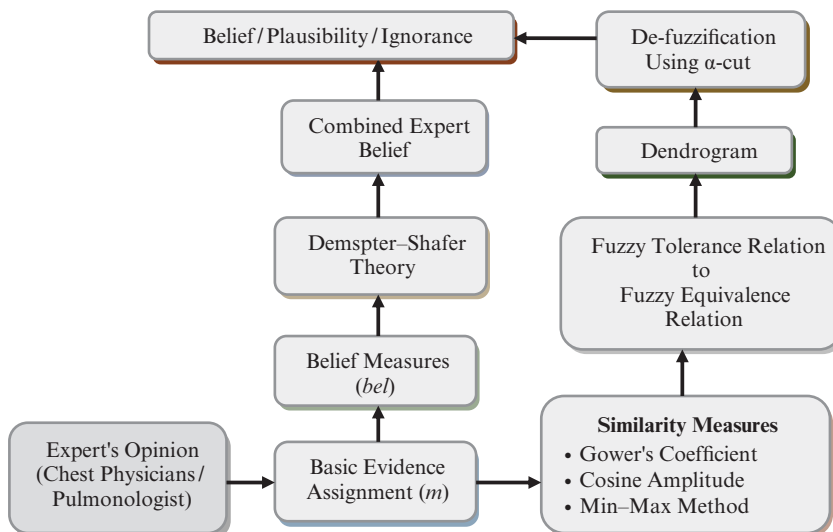 Belief/Plausibility/Ignorance
De-fuzzification
Using α-cut
Combined Expert
Belief
Dendrogram
Demspter–Shafer
Theory
Fuzzy Tolerance Relation
to
Fuzzy Equivalence
Relation
Belief Measures
(bel)
Expert's Opinion
(Chest Physicians/
Pulmonologist)
Basic Evidence
Assignment (m)
Similarity Measures
• Gower's Coefficient
• Cosine Amplitude
• Min–Max Method